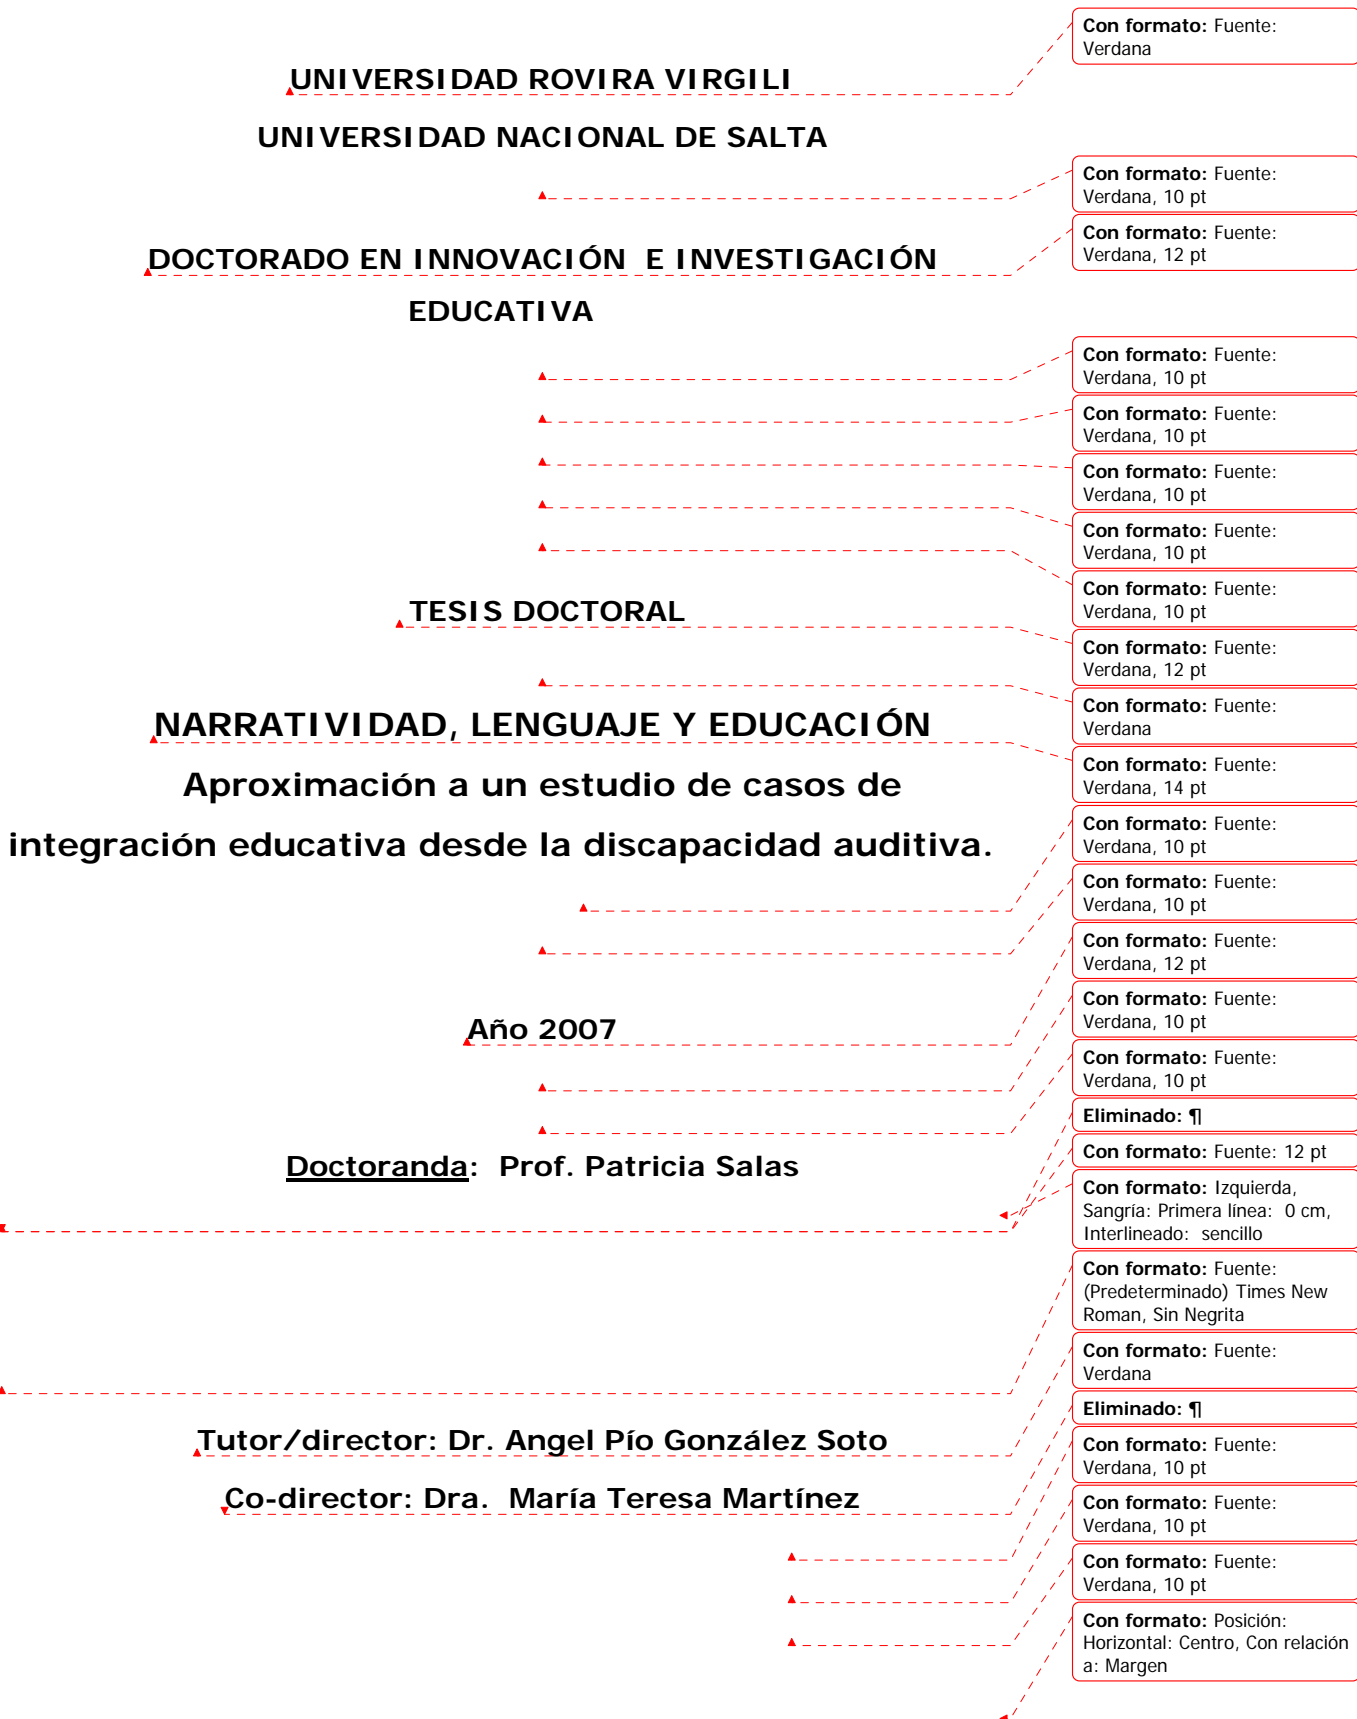 UNIVERSIDAD ROVIRA VIRGILI
UNIVERSIDAD NACIONAL DE SALTA
DOCTORADO EN INNOVACIÓN  E INVESTIGACIÓN
EDUCATIVA
TESIS DOCTORAL
NARRATIVIDAD, LENGUAJE Y EDUCACIÓN
Aproximación a un estudio de casos de
integración educativa desde la discapacidad auditiva.
Año 2007
Doctoranda:  Prof. Patricia Salas
Tutor/director: Dr. Angel Pío González Soto
Co-director: Dra.  María Teresa Martínez
Con formato: Fuente:
Verdana
Con formato: Fuente:
Verdana, 10 pt
Con formato: Fuente:
Verdana, 12 pt
Con formato: Fuente:
Verdana, 10 pt
Con formato: Fuente:
Verdana, 10 pt
Con formato: Fuente:
Verdana, 10 pt
Con formato: Fuente:
Verdana, 10 pt
Con formato: Fuente:
Verdana, 10 pt
Con formato: Fuente:
Verdana, 12 pt
Con formato: Fuente:
Verdana
Con formato: Fuente:
Verdana, 14 pt
Con formato: Fuente:
Verdana, 10 pt
Con formato: Fuente:
Verdana, 10 pt
Con formato: Fuente:
Verdana, 12 pt
Con formato: Fuente:
Verdana, 10 pt
Con formato: Fuente:
Verdana, 10 pt
Eliminado: ¶
Con formato: Fuente: 12 pt
Con formato: Izquierda,
Sangría: Primera línea:  0 cm,
Interlineado:  sencillo
Con formato: Fuente:
(Predeterminado) Times New
Roman, Sin Negrita
Con formato: Fuente:
Verdana
Eliminado: ¶
Con formato: Fuente:
Verdana, 10 pt
Con formato: Fuente:
Verdana, 10 pt
Con formato: Fuente:
Verdana, 10 pt
Con formato: Posición:
Horizontal: Centro, Con relación
a: Margen